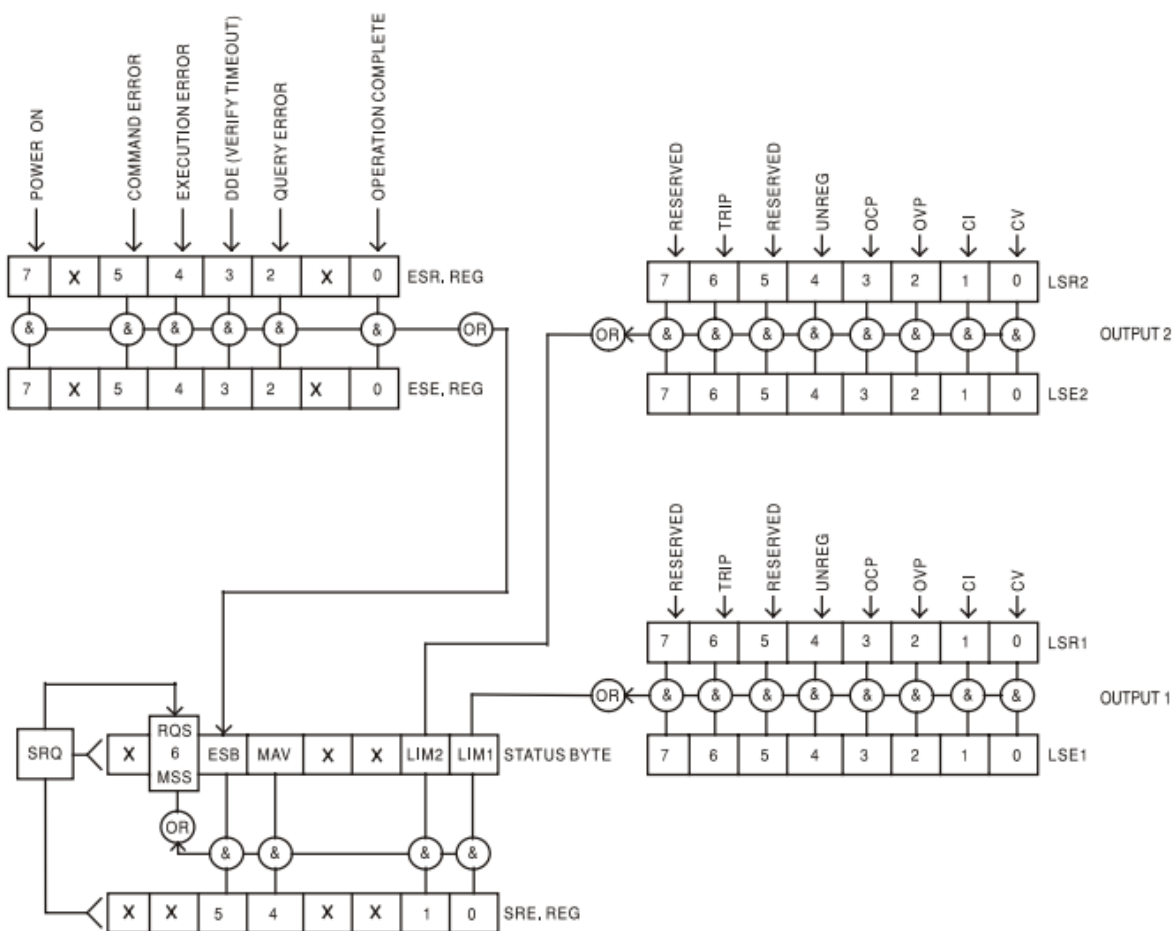 POWER ON
COMMAND ERROR
EXECUTION ERROR
DDE (VERIFY TIMEOUT)
QUERY ERROR
OPERATION COMPLETE
7 X 5 4 3 2 X 0 ESR, REG
& & & & & & OR
7 X 5 4 3 2 X 0 ESE, REG
RESERVED
TRIP
RESERVED
UNREG
OCP
OVP
CI
CV
7 6 5 4 3 2 1 0 LSR2
OR & & & & & & & & OUTPUT 2
7 6 5 4 3 2 1 0 LSE2
RESERVED
TRIP
RESERVED
UNREG
OCP
OVP
CI
CV
7 6 5 4 3 2 1 0 LSR1
OR & & & & & & & & OUTPUT 1
7 6 5 4 3 2 1 0 LSE1
RQS
SRQ X 6 ESB MAV X X LIM2 LIM1 STATUS BYTE
MSS
OR
& & & &
X X 5 4 X X 1 0 SRE, REG